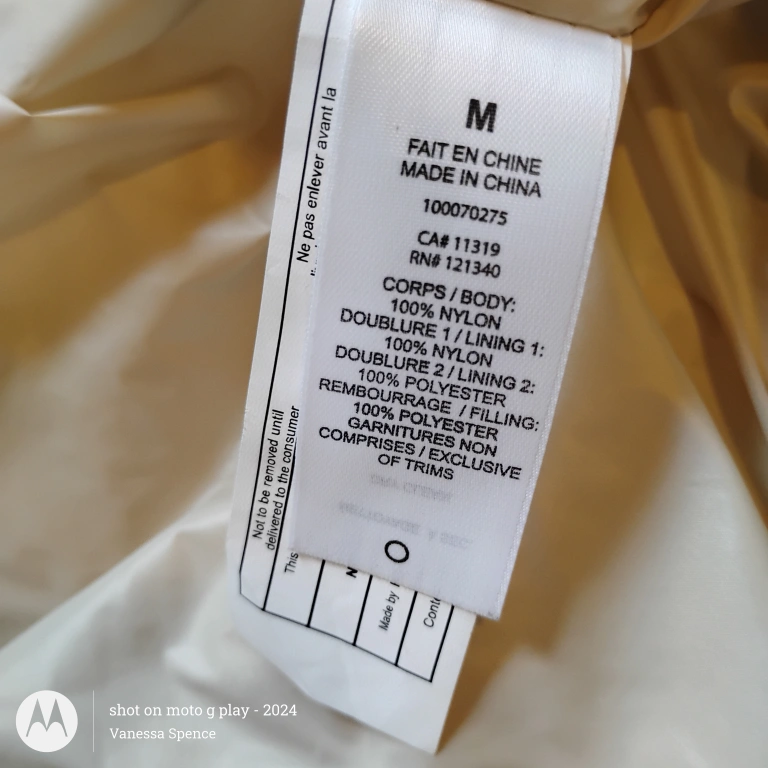 M
FAIT EN CHINE
MADE IN CHINA
100070275
CA# 11319
RN# 121340
CORPS / BODY:
100% NYLON
DOUBLURE 1 / LINING 1:
100% NYLON
DOUBLURE 2 / LINING 2:
100% POLYESTER
REMBOURRAGE / FILLING:
100% POLYESTER
GARNITURES NON
COMPRISES / EXCLUSIVE
OF TRIMS
Ne pas enlever avant la
Not to be removed until
delivered to the consumer
This
Made by
shot on moto g play - 2024
Vanessa Spence